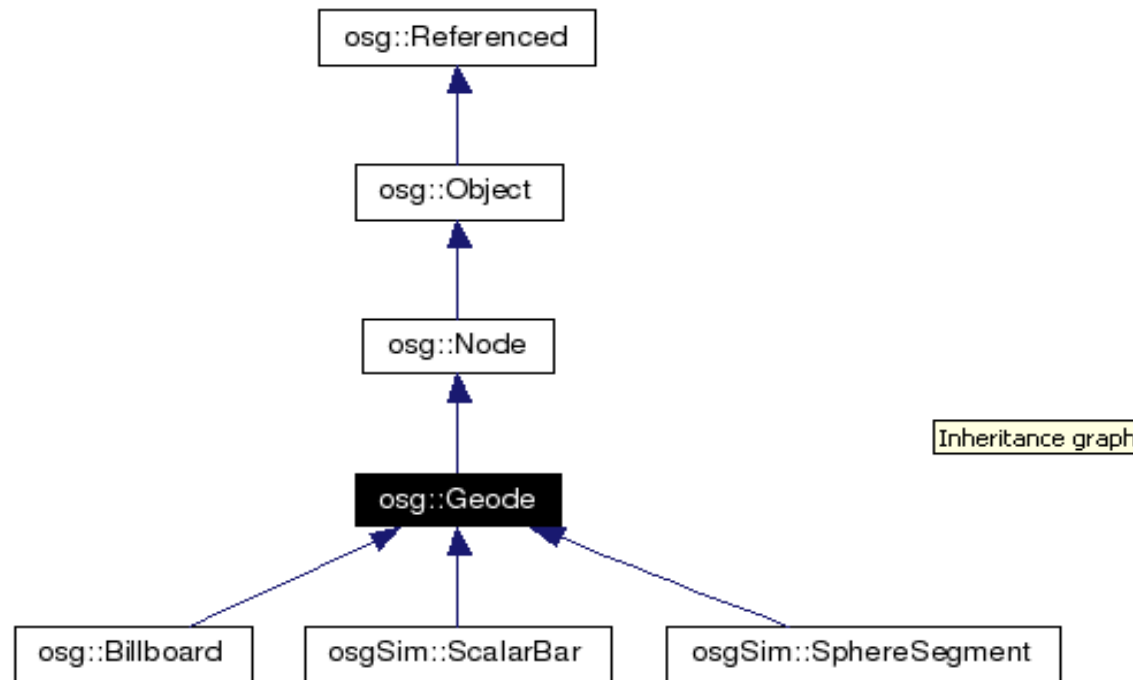 osg::Referenced
osg::Object
osg::Node
Inheritance graph
osg::Geode
osg::Billboard
osgSim::ScalarBar
osgSim::SphereSegment